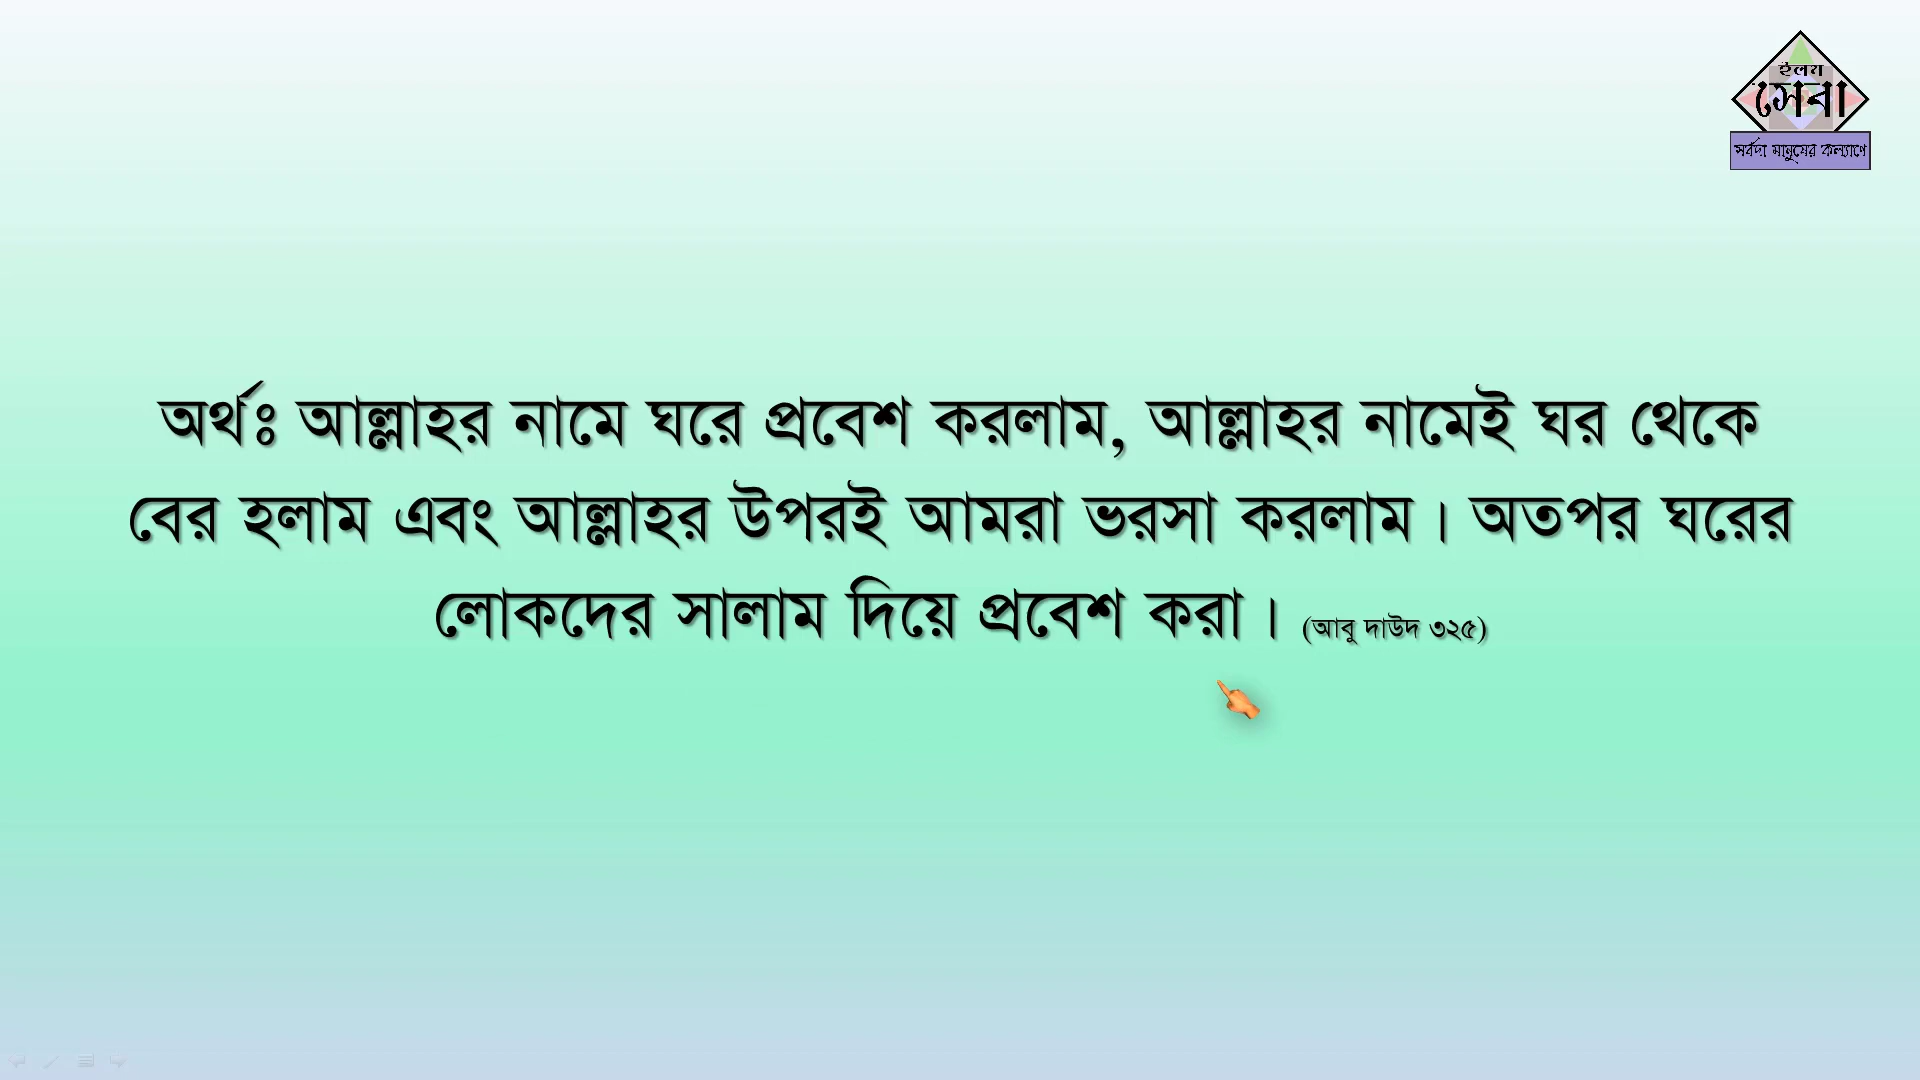 ইলম
সেবা
সর্বদা মানুষের কল্যাণে
অর্থঃ আল্লাহর নামে ঘরে প্রবেশ করলাম, আল্লাহর নামেই ঘর থেকে
বের হলাম এবং আল্লাহর উপরই আমরা ভরসা করলাম। অতপর ঘরের
লোকদের সালাম দিয়ে প্রবেশ করা। (আবু দাউদ ৩২৫)